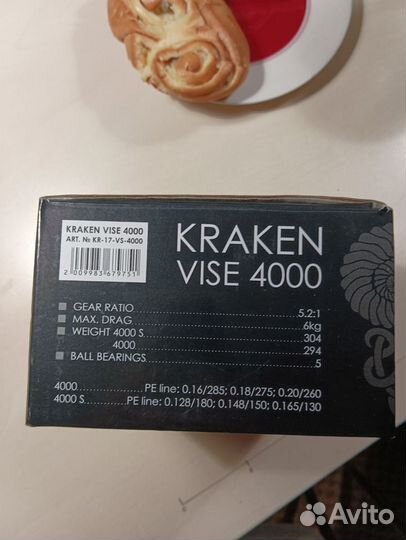 KRAKEN VISE 4000
ART. № KR-17-VS-4000
2 009983 679751
KRAKEN
VISE 4000
GEAR RATIO 5.2:1
MAX. DRAG 6kg
WEIGHT 4000 S 304
4000 294
BALL BEARINGS 5
4000 PE line: 0.16/285; 0.18/275; 0.20/260
4000 S PE line: 0.128/180; 0.148/150; 0.165/130
Avito